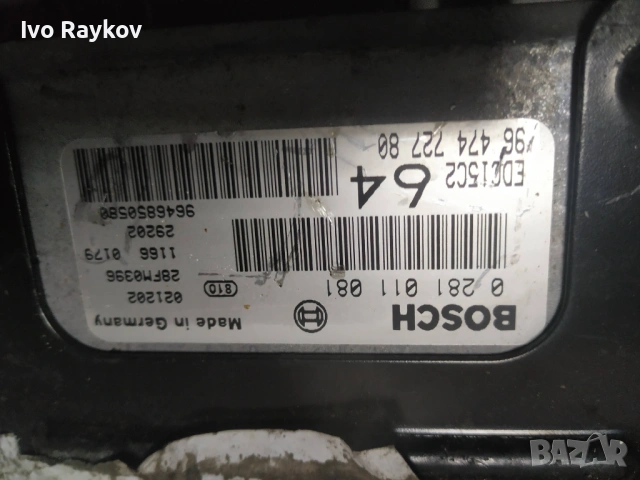 Ivo Raykov
BOSCH
Made in Germany
0 281 011 081
810
021202
28FM0396
1166 0179
29202
9646850580
64
EDC15C2
96 474 727 80
BAZAR